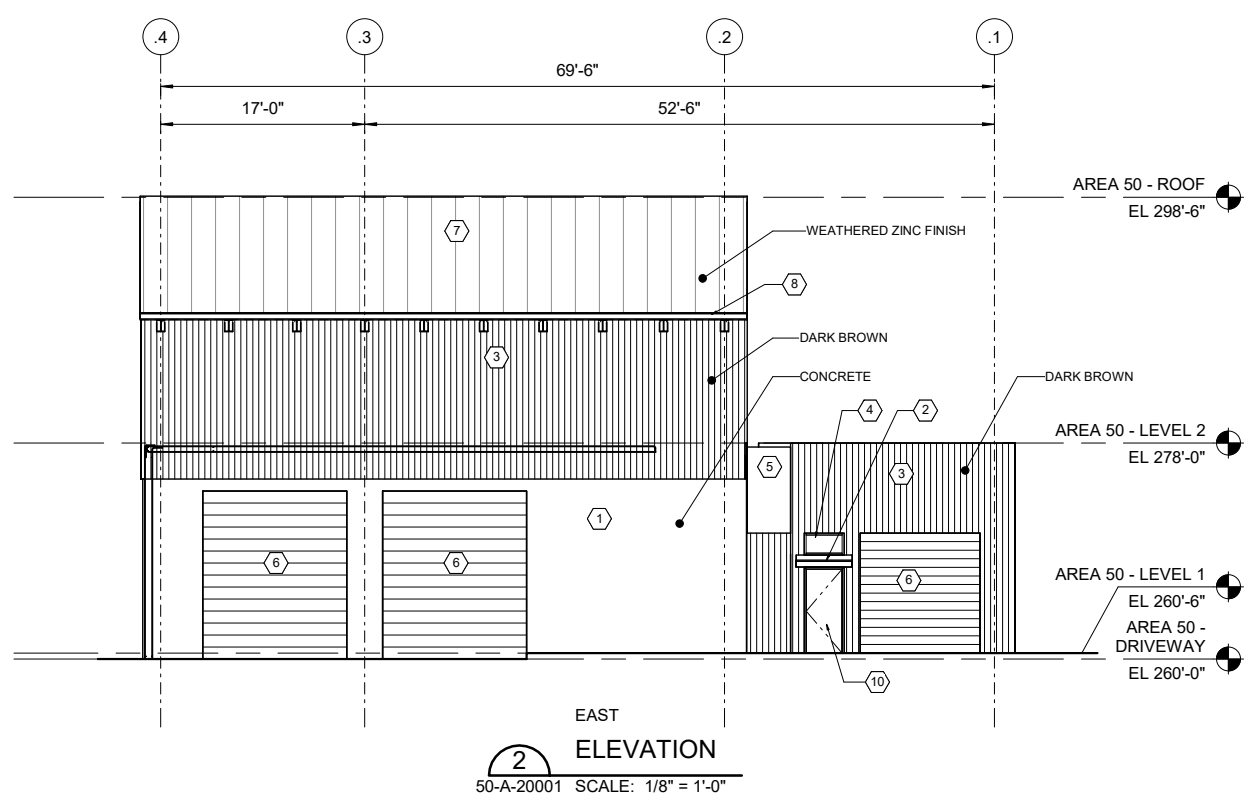 .4
.3
.2
.1
69'-6"
17'-0"
52'-6"
AREA 50 - ROOF
EL 298'-6"
7
WEATHERED ZINC FINISH
8
DARK BROWN
3
CONCRETE
DARK BROWN
4
2
AREA 50 - LEVEL 2
EL 278'-0"
5
3
1
6
6
6
AREA 50 - LEVEL 1
EL 260'-6"
AREA 50 -
DRIVEWAY
EL 260'-0"
10
EAST
2
ELEVATION
50-A-20001
SCALE: 1/8" = 1'-0"